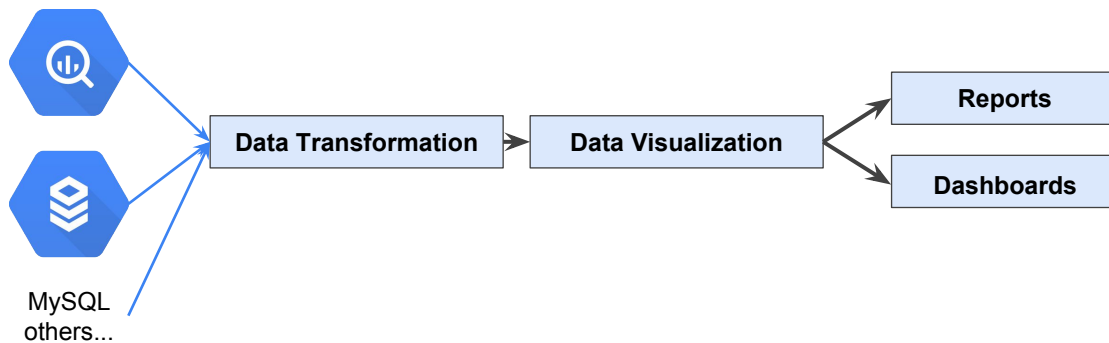 Data Transformation
Data Visualization
Reports
Dashboards
MySQL
others...